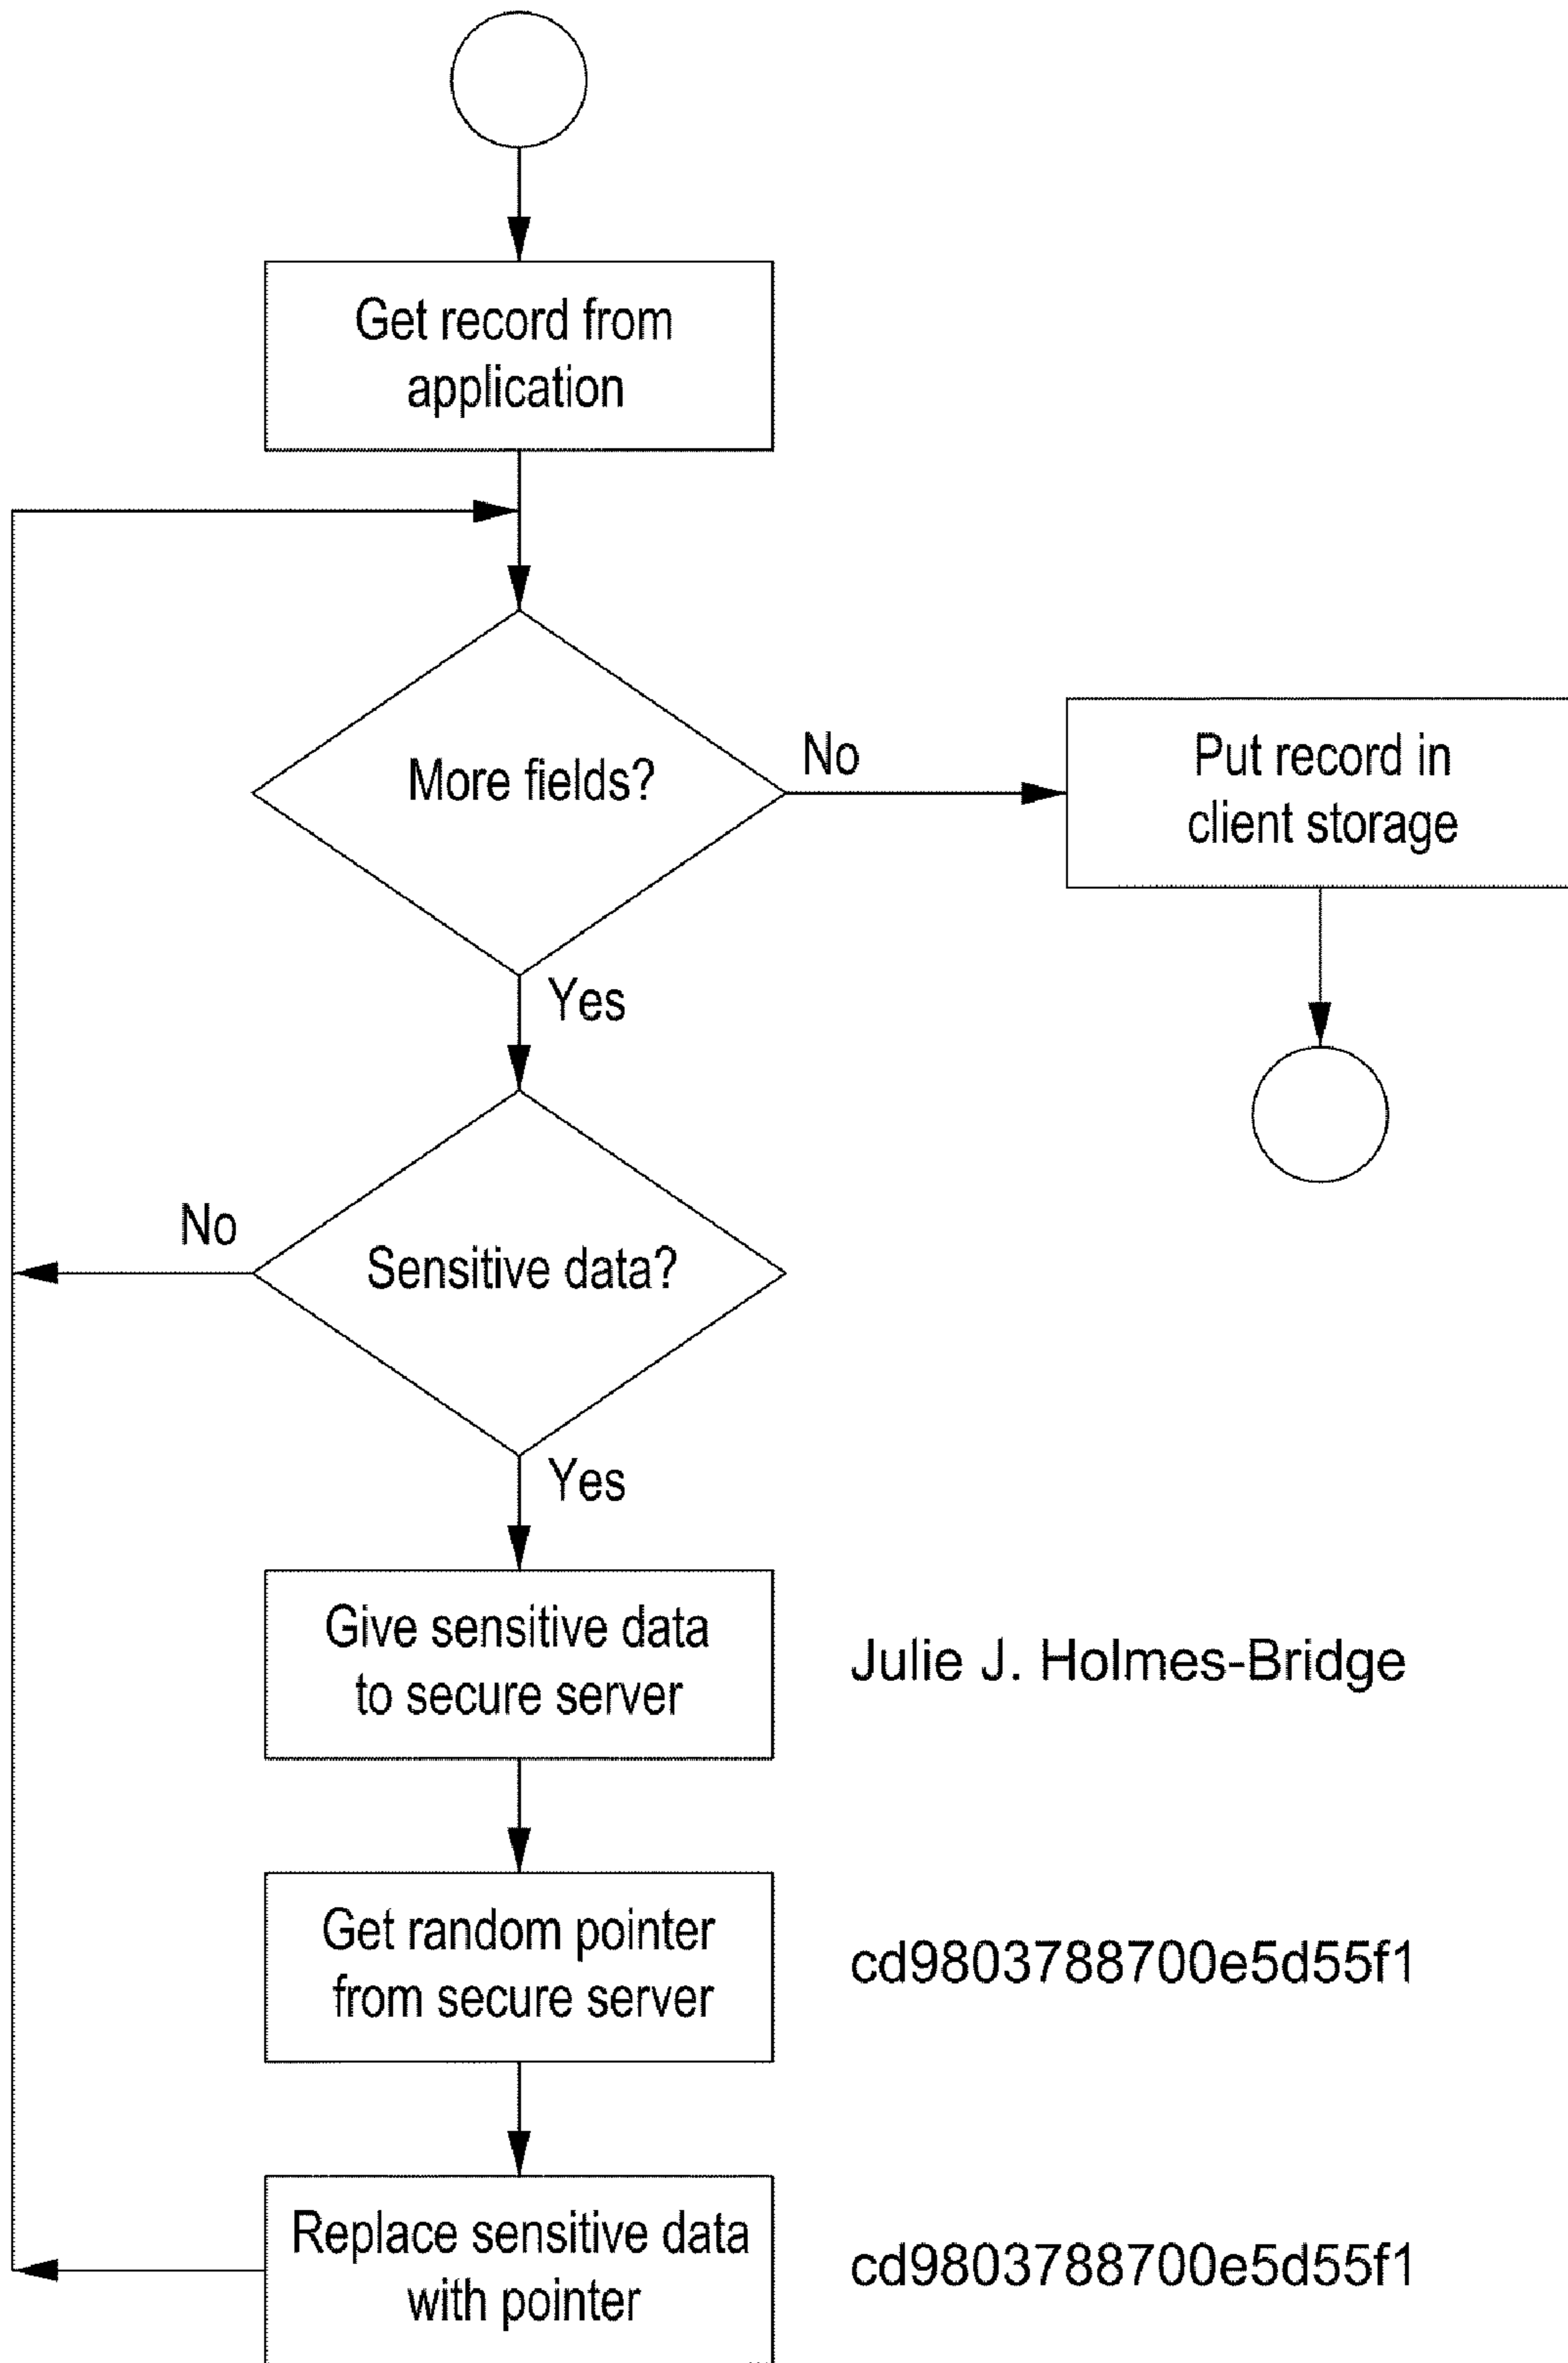 Get record from
application
More fields?
No
Put record in
client storage
Yes
Sensitive data?
No
Yes
Give sensitive data
to secure server
Julie J. Holmes-Bridge
Get random pointer
from secure server
cd9803788700e5d55f1
Replace sensitive data
with pointer
cd9803788700e5d55f1